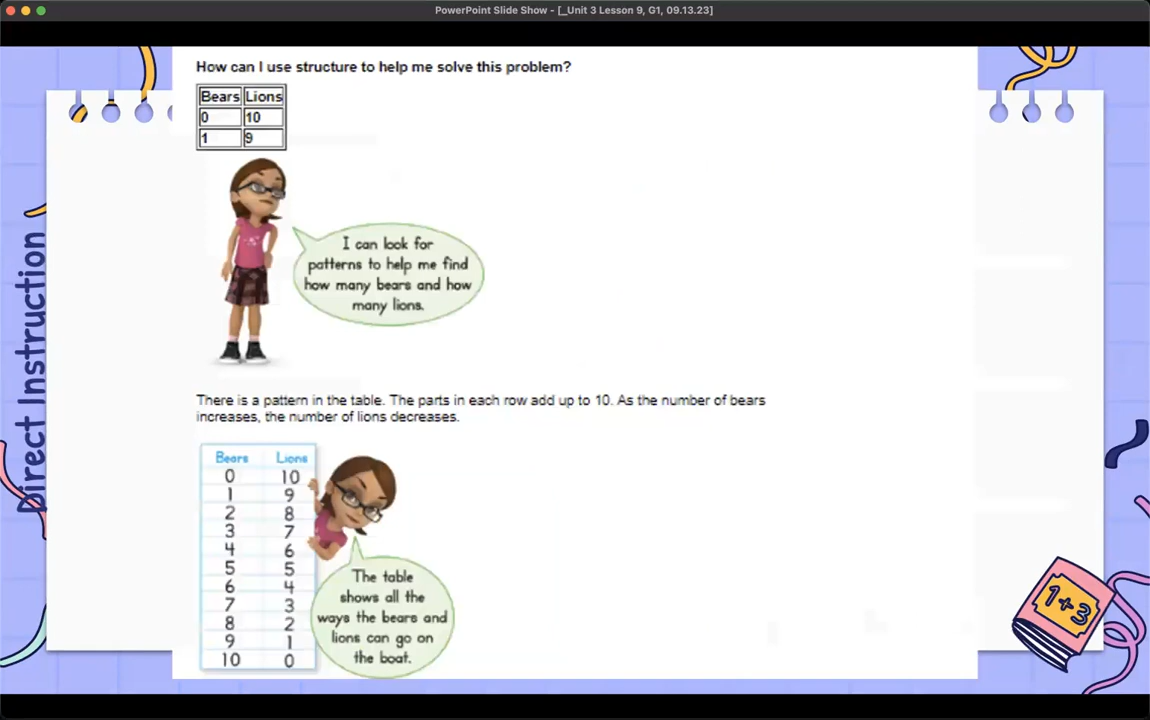 PowerPoint Slide Show - [_Unit 3 Lesson 9, G1, 09.13.23]
Direct Instruction
How can I use structure to help me solve this problem?
Bears Lions
0 10
1 9
I can look for
patterns to help me find
how many bears and how
many lions.
There is a pattern in the table. The parts in each row add up to 10. As the number of bears
increases, the number of lions decreases.
Bears Lions
0 10
1 9
2 8
3 7
4 6
5 5
6 4
7 3
8 2
9 1
10 0
The table
shows all the
ways the bears and
lions can go on
the boat.
1+3